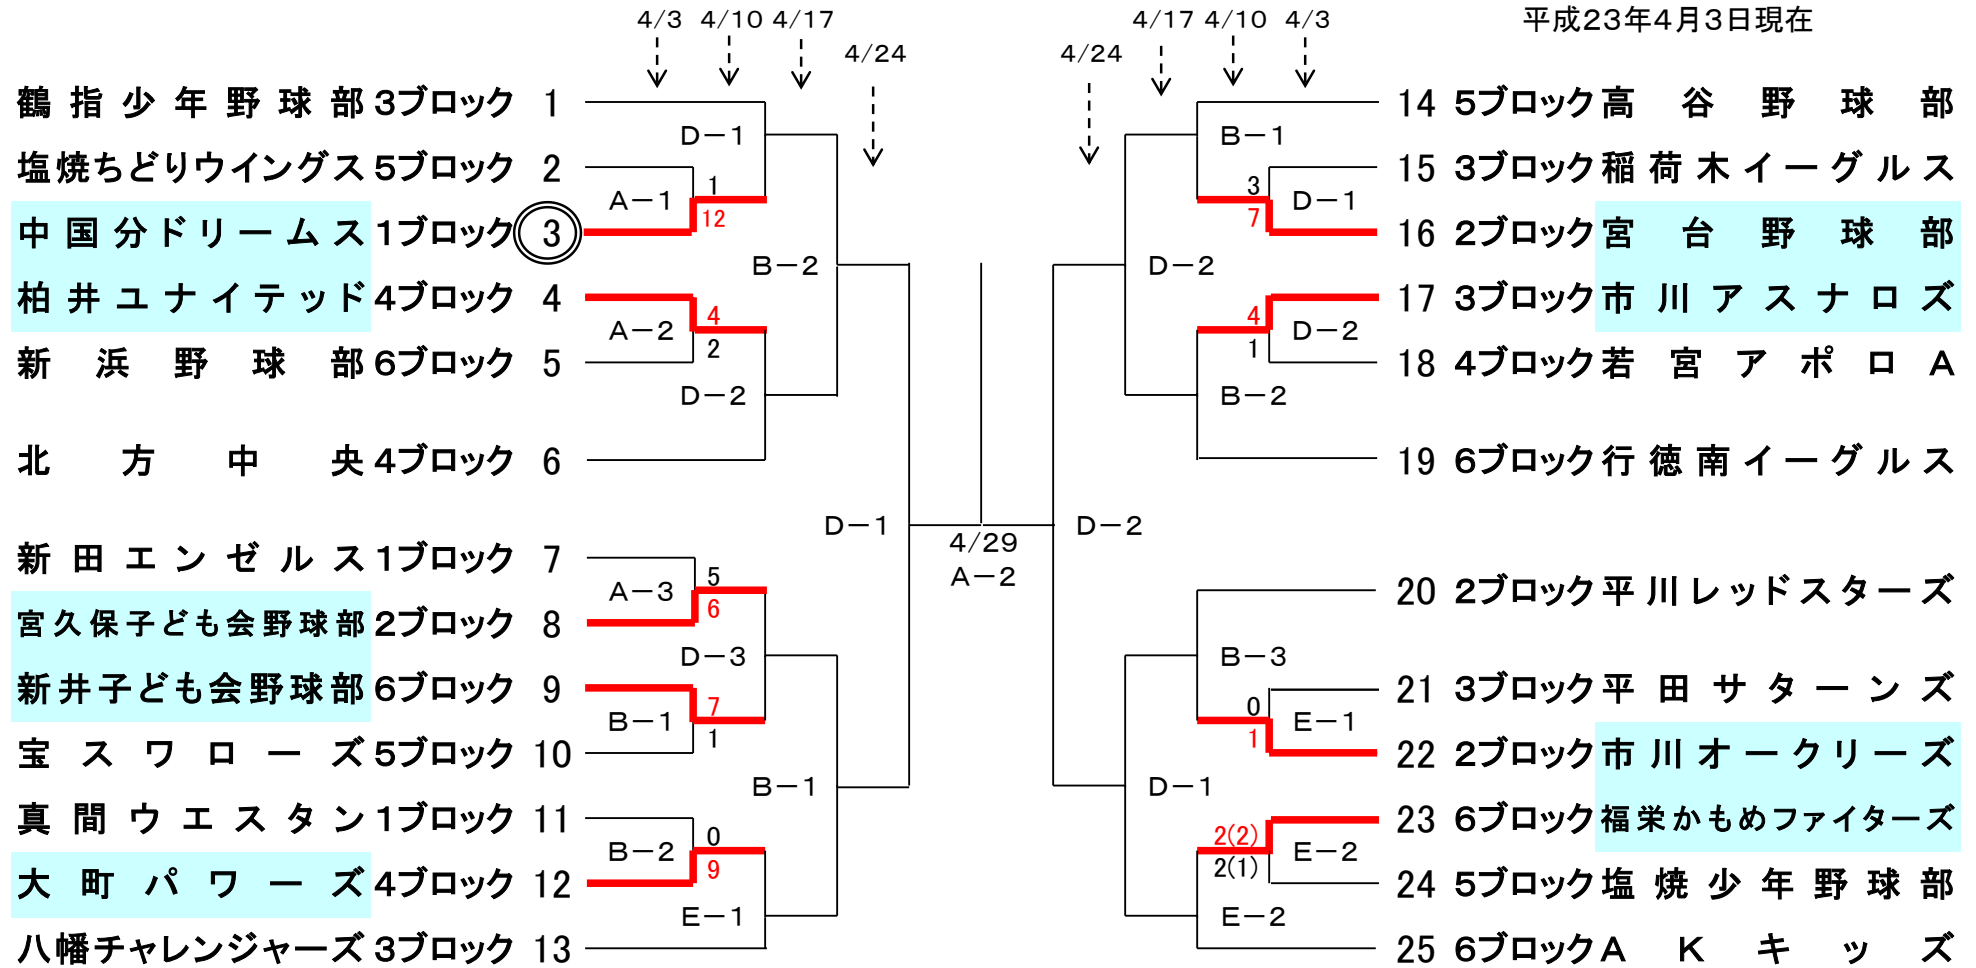 4/3 4/10 4/17 4/24
4/24 4/17 4/10 4/3
平成23年4月3日現在
鶴指少年野球部 3ブロック 1
D－1
塩焼ちどりウイングス 5ブロック 2
A－1 1
12
中国分ドリームス 1ブロック 3
B－2
柏井ユナイテッド 4ブロック 4
A－2 4
2
新浜野球部 6ブロック 5
D－2
北方中央 4ブロック 6
D－1
新田エンゼルス 1ブロック 7
A－3 5
6
宮久保子ども会野球部 2ブロック 8
D－3
新井子ども会野球部 6ブロック 9
B－1 7
1
宝スワローズ 5ブロック 10
B－1
真間ウエスタン 1ブロック 11
B－2 0
9
大町パワーズ 4ブロック 12
E－1
八幡チャレンジャーズ 3ブロック 13
4/29
A－2
14 5ブロック 高谷野球部
B－1
15 3ブロック 稲荷木イーグルス
3 D－1
7
16 2ブロック 宮台野球部
D－2
17 3ブロック 市川アスナロズ
4 D－2
1
18 4ブロック 若宮アポロA
B－2
19 6ブロック 行徳南イーグルス
D－2
20 2ブロック 平川レッドスターズ
B－3
21 3ブロック 平田サターンズ
0 E－1
1
22 2ブロック 市川オークリーズ
D－1
23 6ブロック 福栄かもめファイターズ
2(2) E－2
2(1)
24 5ブロック 塩焼少年野球部
E－2
25 6ブロック AKキッズ